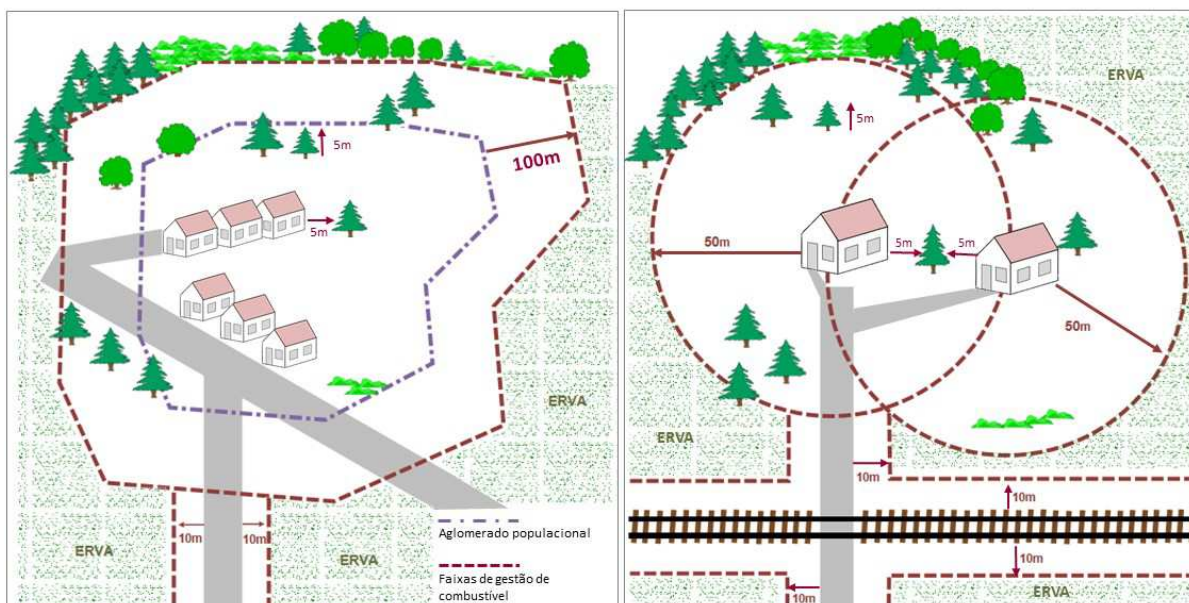 5m
100m
5m
ERVA
10m
10m
ERVA
ERVA
Aglomerado populacional
Faixas de gestão de
combustível
ERVA
5m
50m
5m
5m
50m
ERVA
10m
10m
10m
10m
ERVA